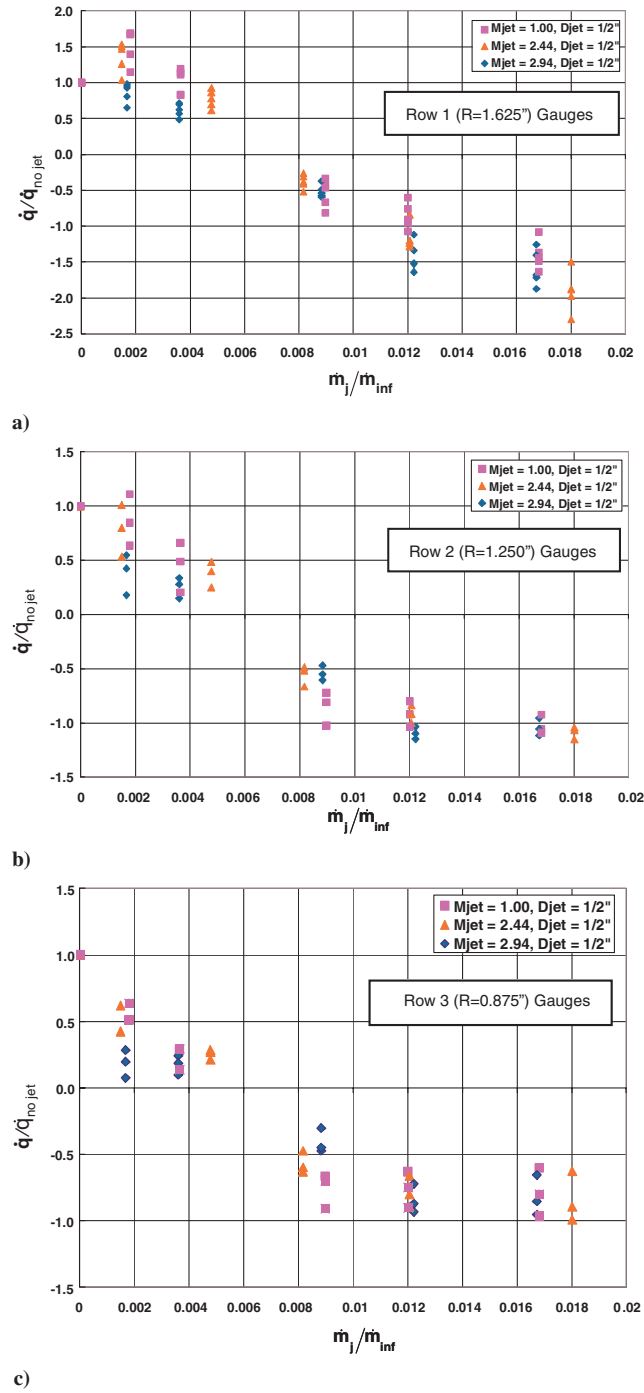 2.0
1.5
1.0
0.5
0.0
-0.5
-1.0
-1.5
-2.0
-2.5
q̇/q̇ no jet
Mjet = 1.00, Djet = 1/2"
Mjet = 2.44, Djet = 1/2"
Mjet = 2.94, Djet = 1/2"
Row 1 (R=1.625”) Gauges
0 0.002 0.004 0.006 0.008 0.01 0.012 0.014 0.016 0.018 0.02
ṁj/ṁinf
a)
1.5
1.0
0.5
0.0
-0.5
-1.0
-1.5
q̇/q̇ no jet
Mjet = 1.00, Djet = 1/2"
Mjet = 2.44, Djet = 1/2"
Mjet = 2.94, Djet = 1/2"
Row 2 (R=1.250”) Gauges
0 0.002 0.004 0.006 0.008 0.01 0.012 0.014 0.016 0.018 0.02
ṁj/ṁinf
b)
1.5
1.0
0.5
0.0
-0.5
-1.0
-1.5
q̇/q̇ no jet
Mjet = 1.00, Djet = 1/2"
Mjet = 2.44, Djet = 1/2"
Mjet = 2.94, Djet = 1/2"
Row 3 (R=0.875”) Gauges
0 0.002 0.004 0.006 0.008 0.01 0.012 0.014 0.016 0.018 0.02
ṁj/ṁinf
c)